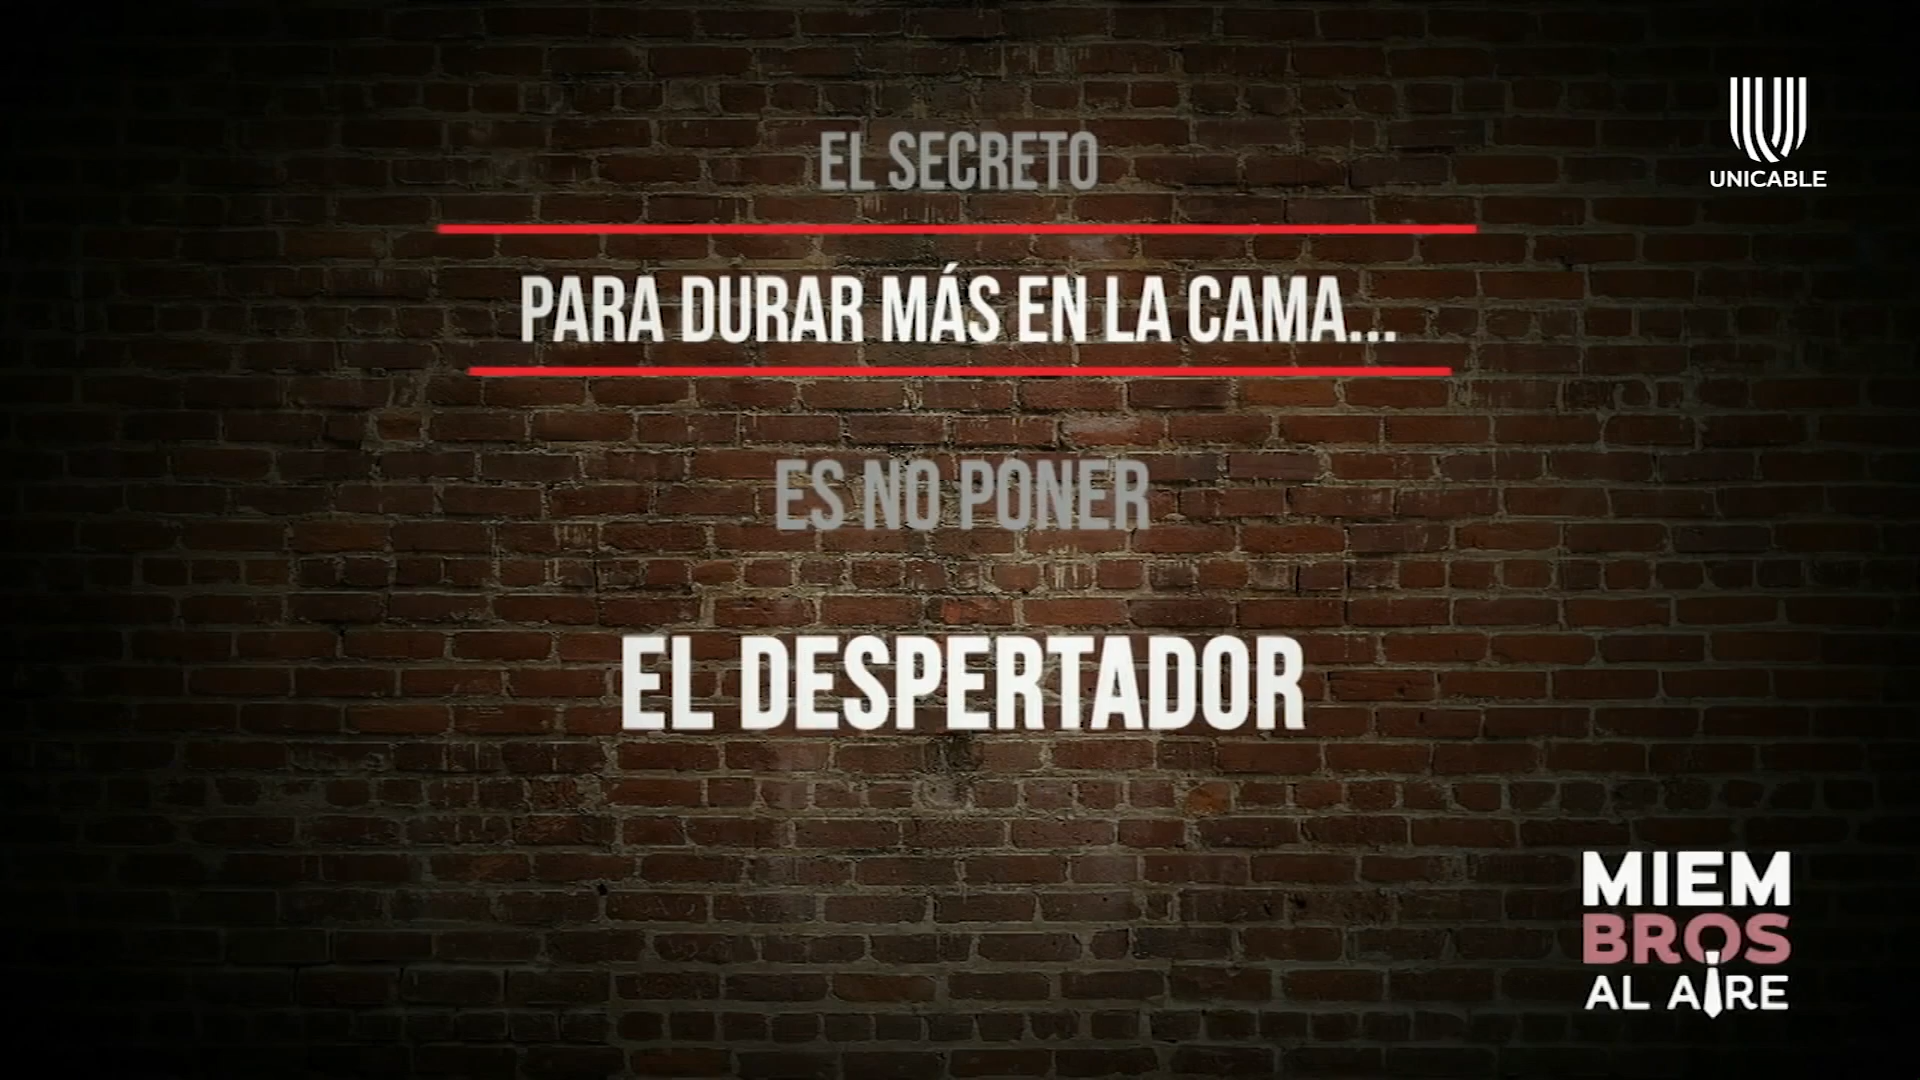 EL SECRETO
UNICABLE
PARA DURAR MÁS EN LA CAMA...
ES NO PONER
EL DESPERTADOR
MIEM
BROS
AL AIRE